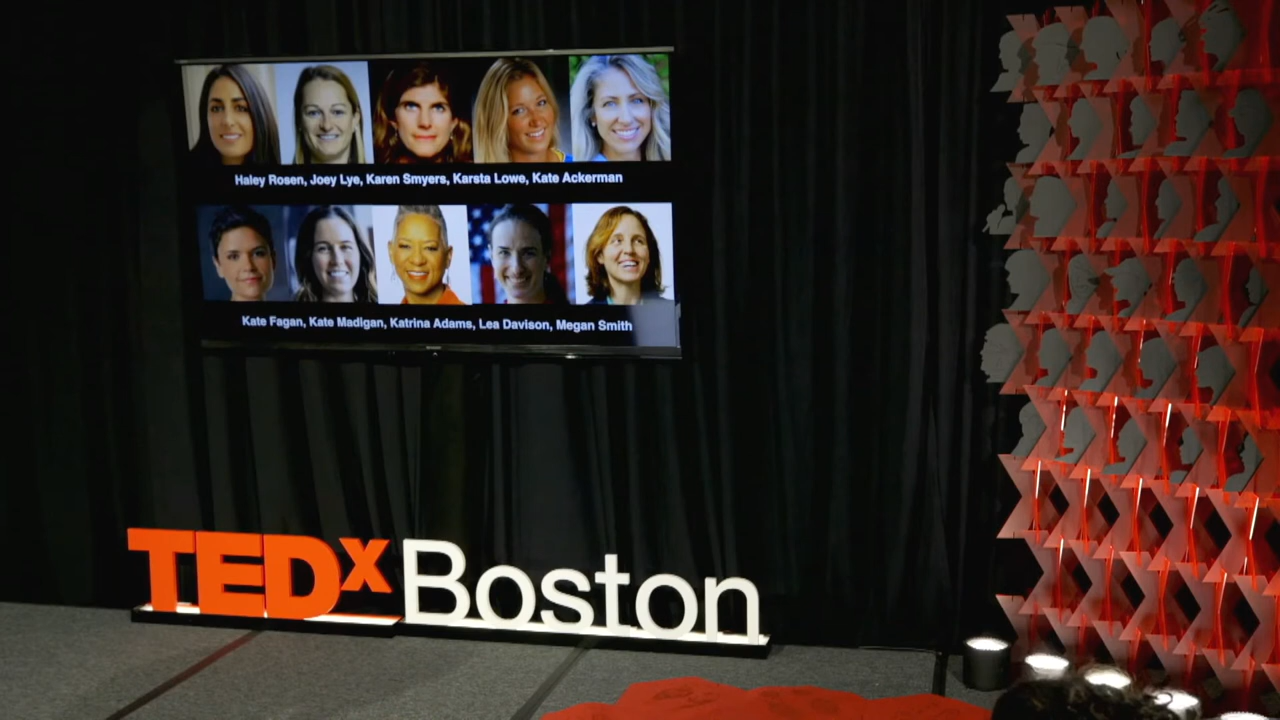 Haley Rosen, Joey Lye, Karen Smyers, Karsta Lowe, Kate Ackerman
Kate Fagan, Kate Madigan, Katrina Adams, Lea Davison, Megan Smith
TEDx Boston